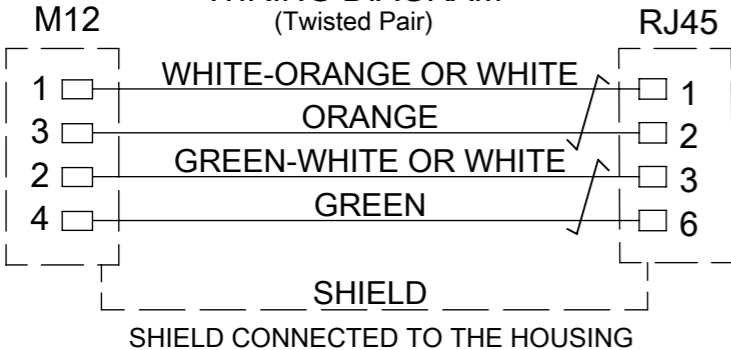 (Twisted Pair)
M12 RJ45
1 WHITE-ORANGE OR WHITE 1
3 ORANGE 2
2 GREEN-WHITE OR WHITE 3
4 GREEN 6
SHIELD
SHIELD CONNECTED TO THE HOUSING